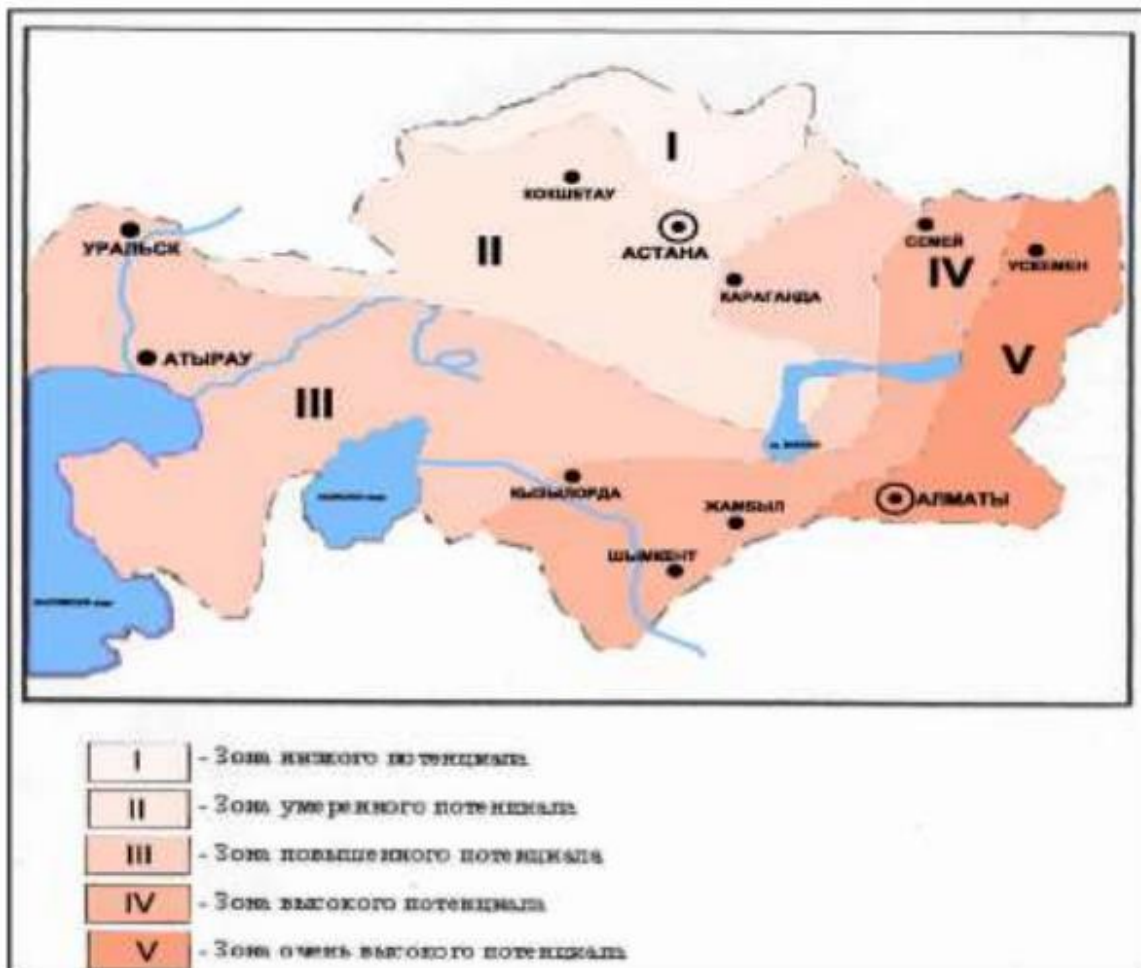 I
КОКШЕТАУ
УРАЛЬСК
II
АСТАНА
СЕМЕЙ
IV
УСКЕМЕН
КАРАГАНДА
АТЫРАУ
V
III
КЫЗЫЛОРДА
АЛМАТЫ
ЖАМБЫЛ
ШЫМКЕНТ
I - Зона низкого потенциала
II - Зона умеренного потенциала
III - Зона повышенного потенциала
IV - Зона высокого потенциала
V - Зона очень высокого потенциала